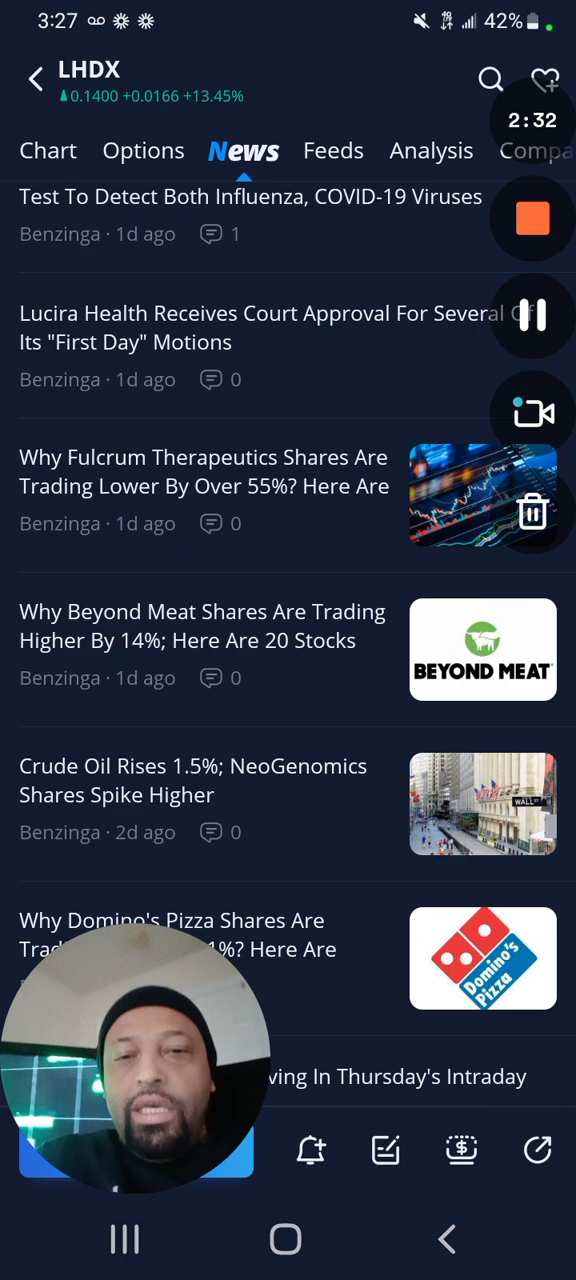 3:27 42%
LHDX
0.1400 +0.0166 +13.45%
2:32
Chart Options News Feeds Analysis Compa
Test To Detect Both Influenza, COVID-19 Viruses
Benzinga · 1d ago 1
Lucira Health Receives Court Approval For Several Of
Its "First Day" Motions
Benzinga · 1d ago 0
Why Fulcrum Therapeutics Shares Are
Trading Lower By Over 55%? Here Are
Benzinga · 1d ago 0
Why Beyond Meat Shares Are Trading
Higher By 14%; Here Are 20 Stocks
Benzinga · 1d ago 0
BEYOND MEAT
Crude Oil Rises 1.5%; NeoGenomics
Shares Spike Higher
Benzinga · 2d ago 0
WALL ST
Why Domino's Pizza Shares Are
1%? Here Are
Domino's
Pizza
ving In Thursday's Intraday